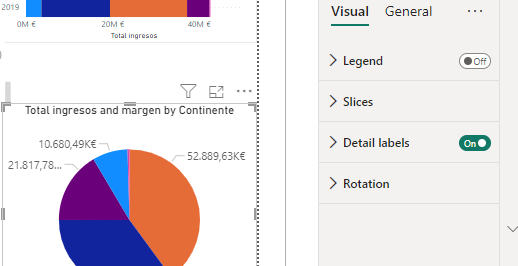 2019
0M €
20M €
40M €
Total ingresos
Total ingresos and margen by Continente
10.680,49K€
52.889,63K€
21.817,78...
Visual
General
...
Legend
Off
Slices
Detail labels
On
Rotation